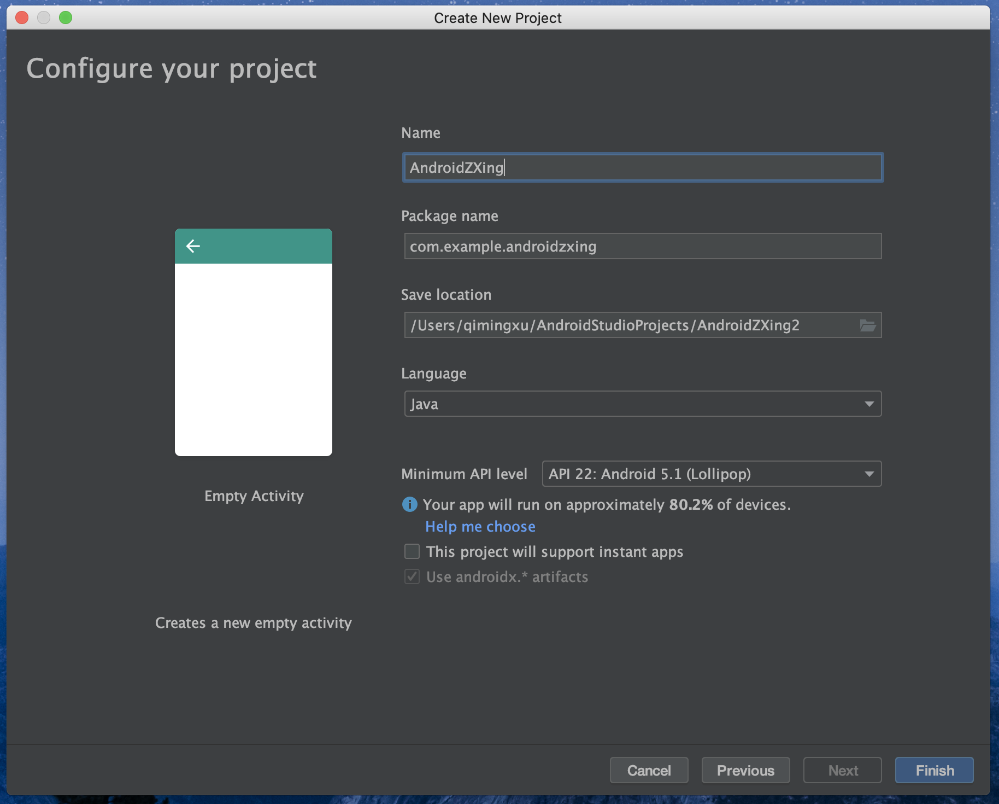 Create New Project
Configure your project
Name
AndroidZXing
Package name
com.example.androidzxing
Save location
/Users/qimingxu/AndroidStudioProjects/AndroidZXing2
Language
Java
Minimum API level
API 22: Android 5.1 (Lollipop)
Your app will run on approximately 80.2% of devices.
Help me choose
This project will support instant apps
Use androidx.* artifacts
Empty Activity
Creates a new empty activity
Cancel
Previous
Next
Finish